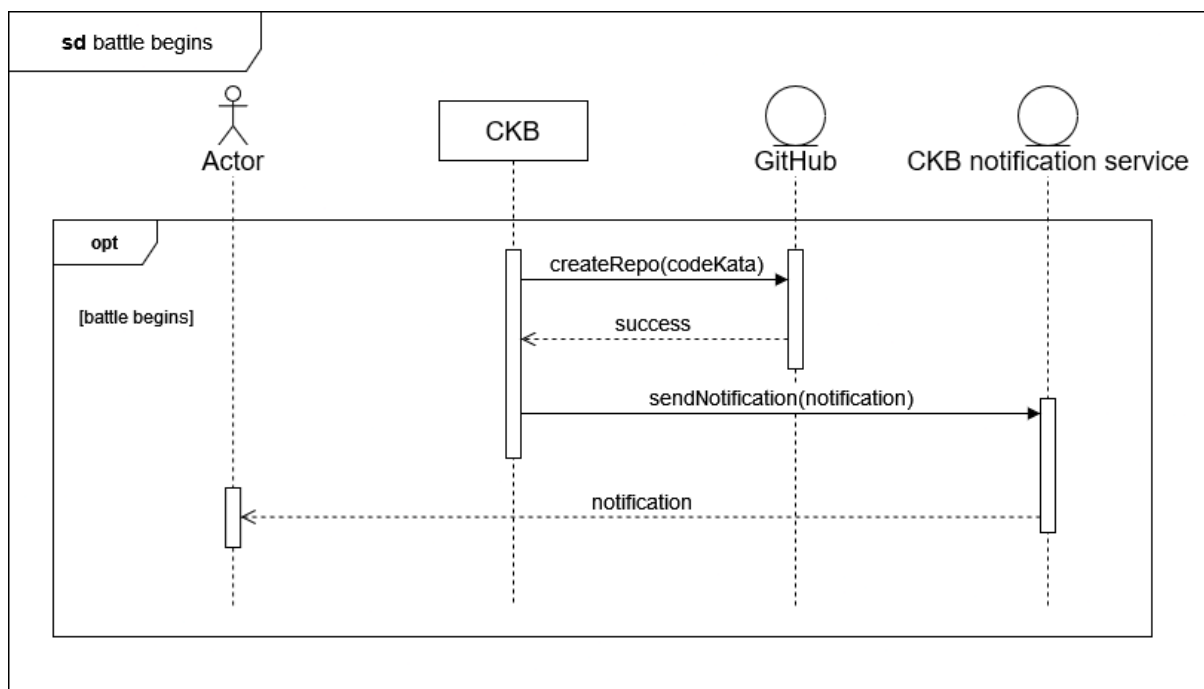 sd battle begins
Actor
CKB
GitHub
CKB notification service
opt
[battle begins]
createRepo(codeKata)
success
sendNotification(notification)
notification